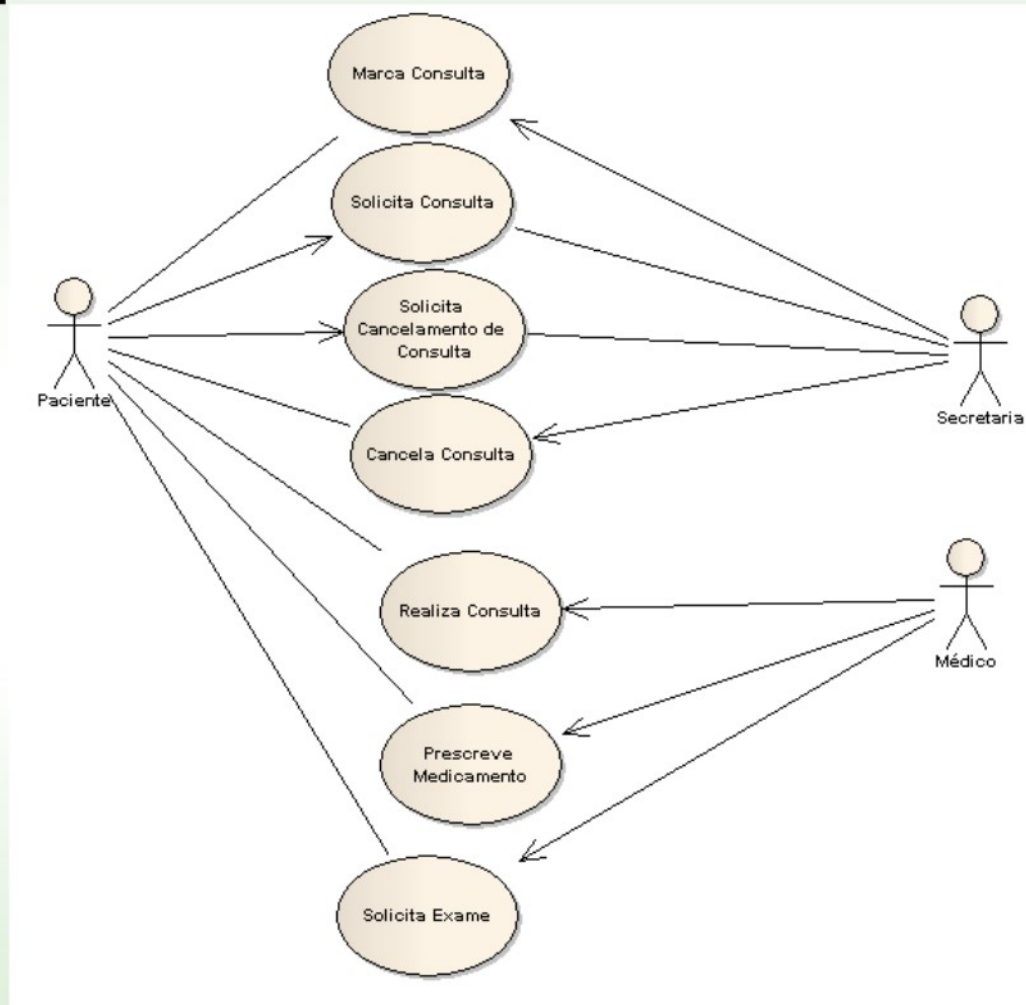 Marca Consulta
Solicita Consulta
Solicita
Cancelamento de
Consulta
Paciente
Secretaria
Cancela Consulta
Realiza Consulta
Médico
Prescreve
Medicamento
Solicita Exame